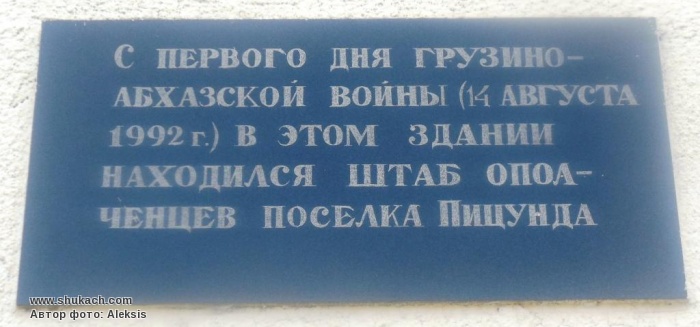 С ПЕРВОГО ДНЯ ГРУЗИНО-
АБХАЗСКОЙ ВОЙНЫ (14 АВГУСТА
1992 г.) В ЭТОМ ЗДАНИИ
НАХОДИЛСЯ ШТАБ ОПОЛ-
ЧЕНЦЕВ ПОСЕЛКА ПИЦУНДА
www.shukach.com
Автор фото: Aleksis